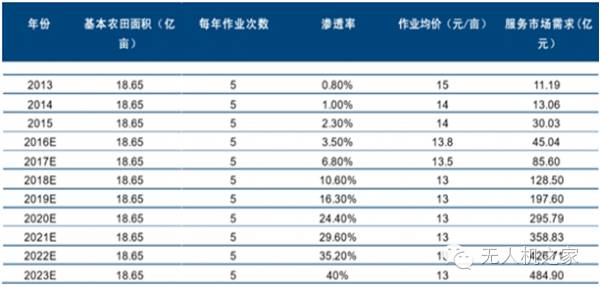 年份 基本农田面积（亿亩） 每年作业次数 渗透率 作业均价（元/亩） 服务市场需求(亿元)
2013 18.65 5 0.80% 15 11.19
2014 18.65 5 1.00% 14 13.06
2015 18.65 5 2.30% 14 30.03
2016E 18.65 5 3.50% 13.8 45.04
2017E 18.65 5 6.80% 13.5 85.60
2018E 18.65 5 10.60% 13 128.50
2019E 18.65 5 16.30% 13 197.60
2020E 18.65 5 24.40% 13 295.79
2021E 18.65 5 29.60% 13 358.83
2022E 18.65 5 35.20%
2023E 18.65 5 40% 13 484.90
无人机之家